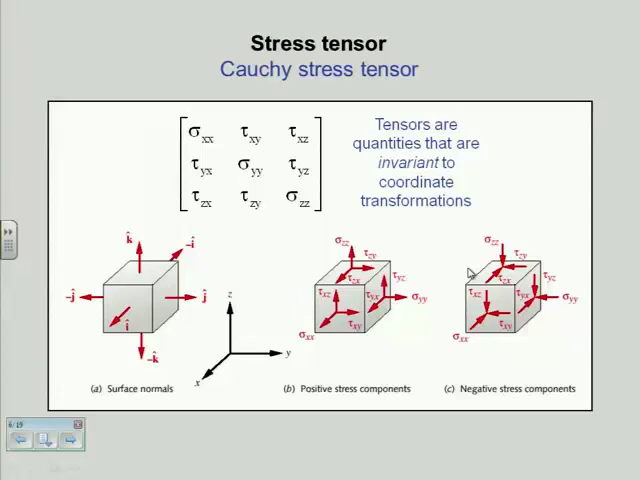 Stress tensor
Cauchy stress tensor
σxx τxy τxz
τyx σyy τyz
τzx τzy σzz
Tensors are
quantities that are
invariant to
coordinate
transformations
k̂
-î
-ĵ
ĵ
î
-k̂
z
y
x
σzz
τzy
τzx
τyz
τxz
τyx
σyy
τxy
σxx
σzz
τzy
τzx
τyz
τxz
τyx
σyy
τxy
σxx
(a) Surface normals
(b) Positive stress components
(c) Negative stress components
6/19